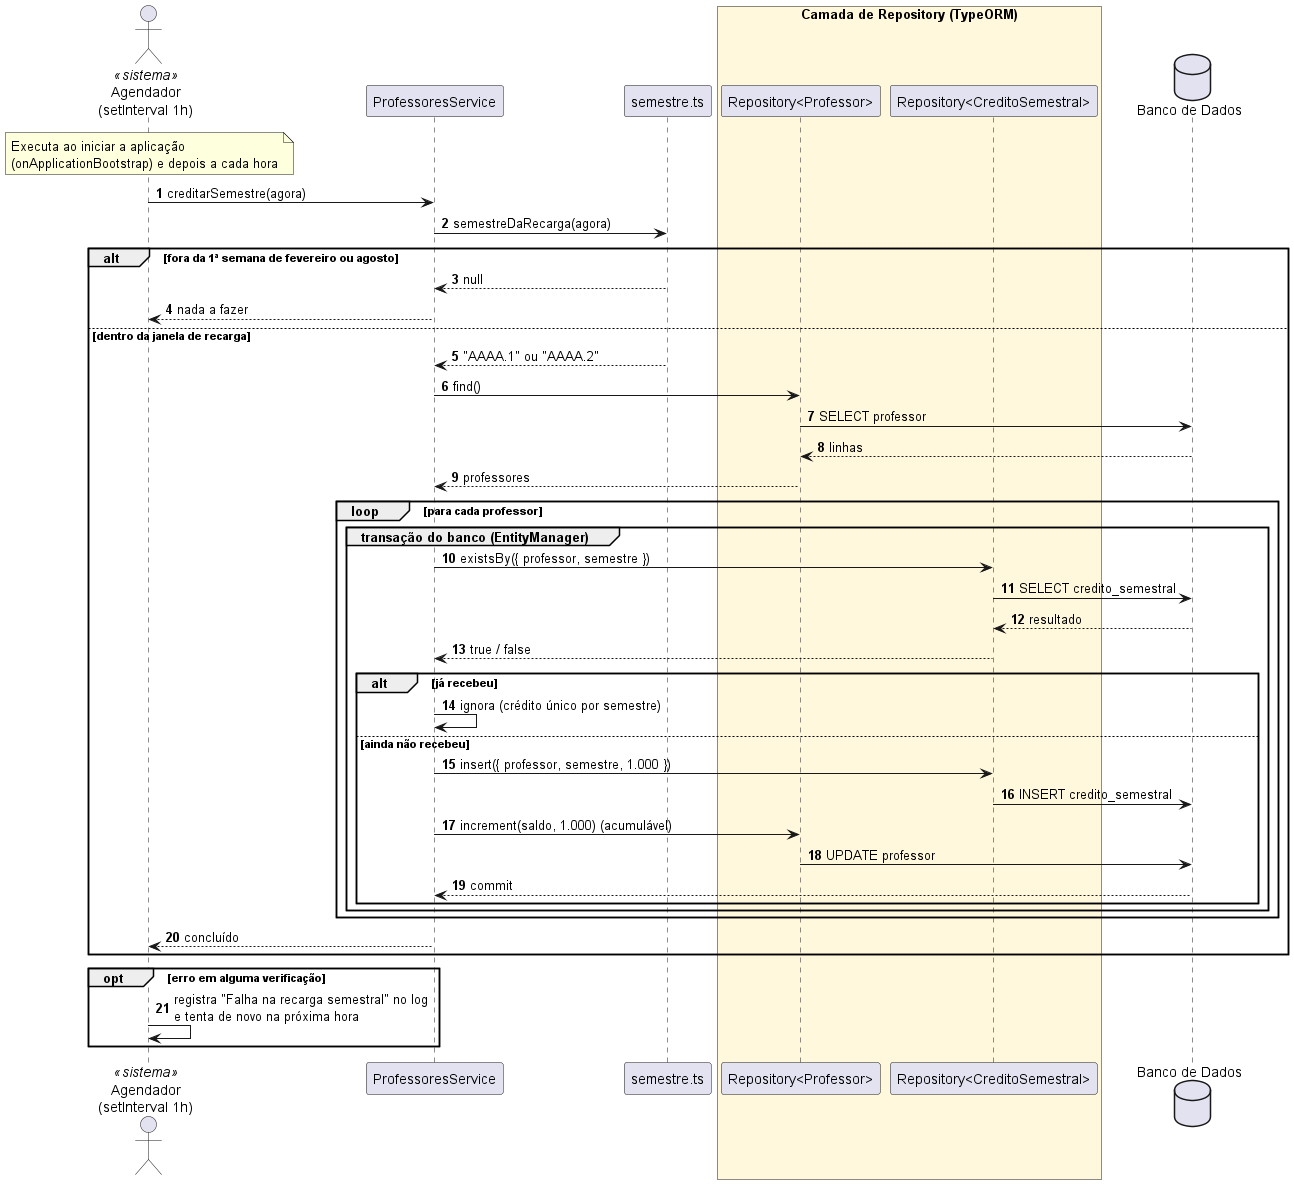 Camada de Repository (TypeORM)
«sistema»
Agendador
(setInterval 1h)
ProfessoresService
semestre.ts
Repository<Professor>
Repository<CreditoSemestral>
Banco de Dados
Executa ao iniciar a aplicação
(onApplicationBootstrap) e depois a cada hora
1 creditarSemestre(agora)
2 semestreDaRecarga(agora)
alt [fora da 1ª semana de fevereiro ou agosto]
3 null
4 nada a fazer
[dentro da janela de recarga]
5 "AAAA.1" ou "AAAA.2"
6 find()
7 SELECT professor
8 linhas
9 professores
loop [para cada professor]
transação do banco (EntityManager)
10 existsBy({ professor, semestre })
11 SELECT credito_semestral
12 resultado
13 true / false
alt [já recebeu]
14 ignora (crédito único por semestre)
[ainda não recebeu]
15 insert({ professor, semestre, 1.000 })
16 INSERT credito_semestral
17 increment(saldo, 1.000) (acumulável)
18 UPDATE professor
19 commit
20 concluído
opt [erro em alguma verificação]
21 registra "Falha na recarga semestral" no log
e tenta de novo na próxima hora
«sistema»
Agendador
(setInterval 1h)
ProfessoresService
semestre.ts
Repository<Professor>
Repository<CreditoSemestral>
Banco de Dados